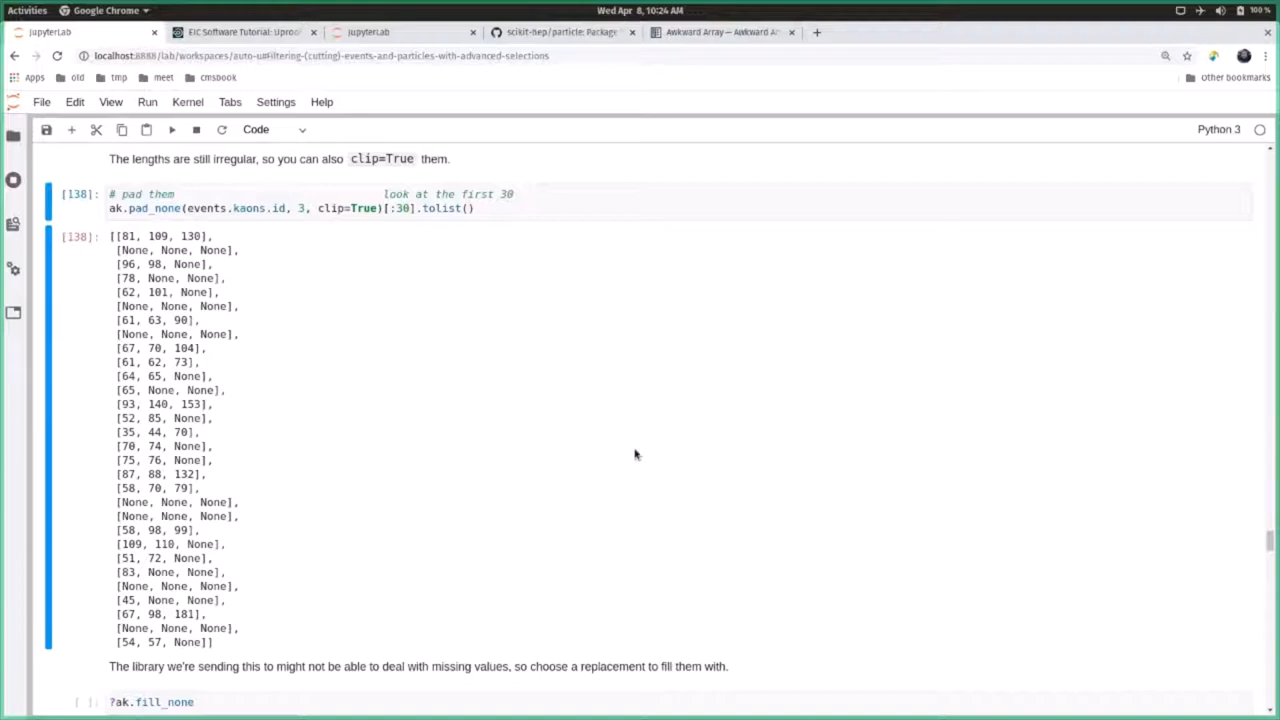 Activities Google Chrome Wed Apr 8, 10:24 AM 100 %
JupyterLab EIC Software Tutorial: Uproo JupyterLab scikit-hep/particle: Package Awkward Array — Awkward Ar
localhost:8888/lab/workspaces/auto-u#Filtering-(cutting)-events-and-particles-with-advanced-selections
Apps old tmp meet cmsbook Other bookmarks
File Edit View Run Kernel Tabs Settings Help
Code Python 3
The lengths are still irregular, so you can also clip=True them.
[138]: # pad them look at the first 30
ak.pad_none(events.kaons.id, 3, clip=True)[:30].tolist()
[138]: [[81, 109, 130],
[None, None, None],
[96, 98, None],
[78, None, None],
[62, 101, None],
[None, None, None],
[61, 63, 90],
[None, None, None],
[67, 70, 104],
[61, 62, 73],
[64, 65, None],
[65, None, None],
[93, 140, 153],
[52, 85, None],
[35, 44, 70],
[70, 74, None],
[75, 76, None],
[87, 88, 132],
[58, 70, 79],
[None, None, None],
[None, None, None],
[58, 98, 99],
[109, 110, None],
[51, 72, None],
[83, None, None],
[None, None, None],
[45, None, None],
[67, 98, 181],
[None, None, None],
[54, 57, None]]
The library we're sending this to might not be able to deal with missing values, so choose a replacement to fill them with.
[ ]: ?ak.fill_none